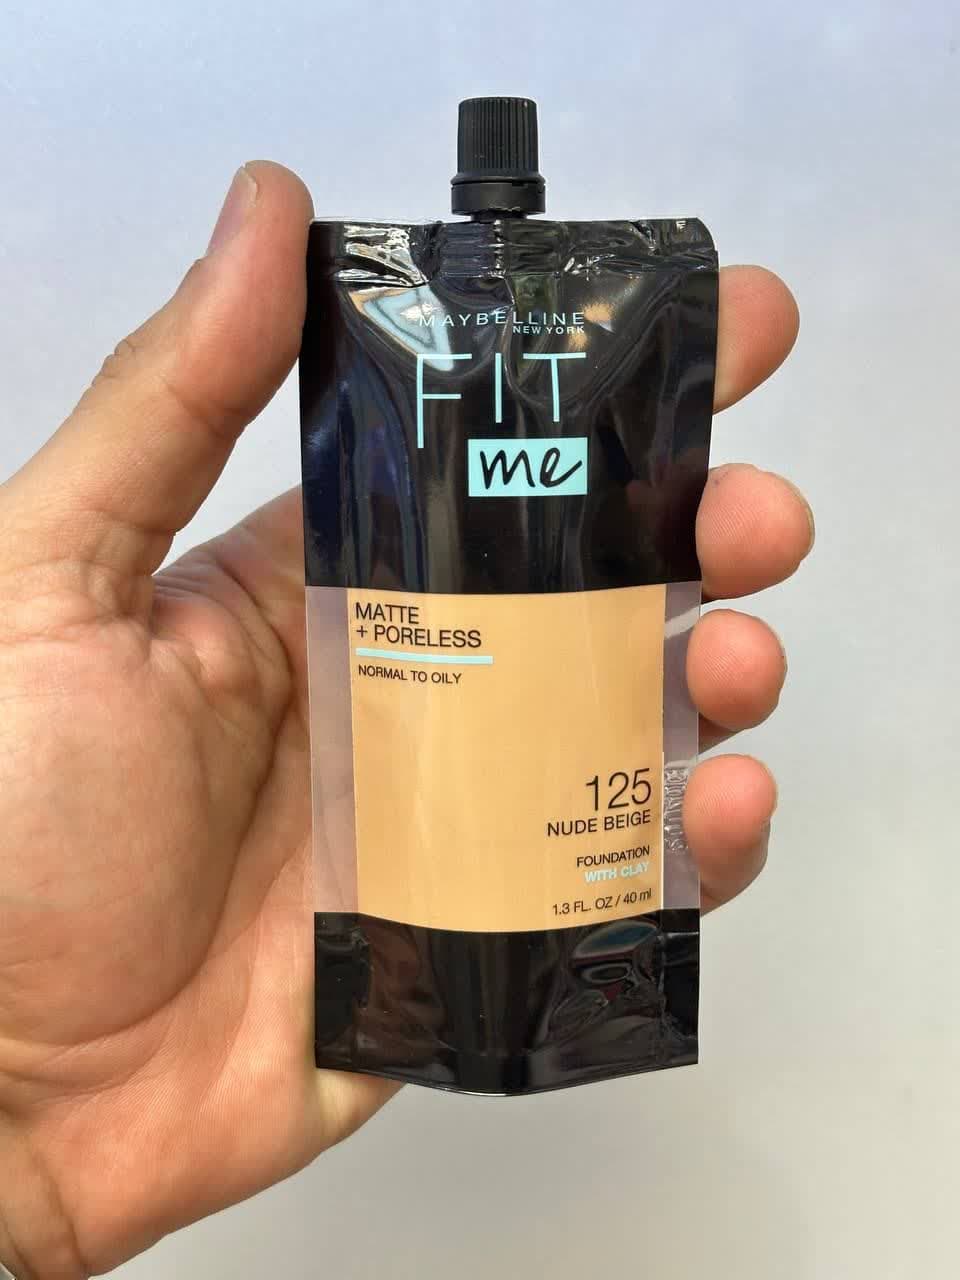 MAYBELLINE
NEW YORK
FIT
me
MATTE
+ PORELESS
NORMAL TO OILY
125
NUDE BEIGE
FOUNDATION
WITH CLAY
1.3 FL. OZ / 40 ml